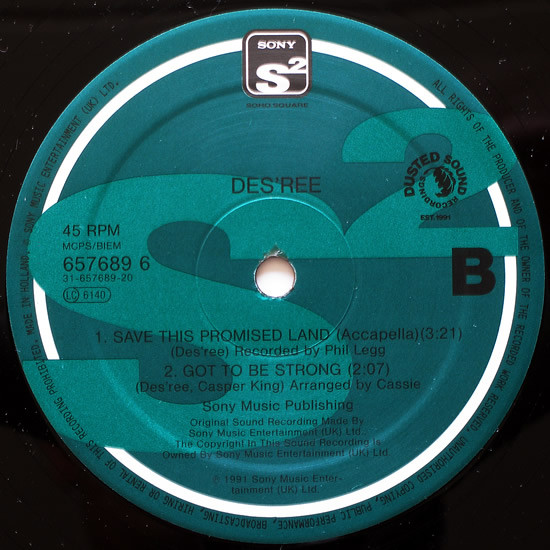 SONY
S2
SOHO SQUARE
DES'REE
DUSTED SOUND
RECORDINGS
EST. 1991
45 RPM
MCPS/BIEM
657689 6
31-657689-20
LC 6140
B
1. SAVE THIS PROMISED LAND (Accapella)(3:21)
(Des'ree) Recorded by Phil Legg
2. GOT TO BE STRONG (2:07)
(Des'ree, Casper King) Arranged by Cassie
Sony Music Publishing
Original Sound Recording Made By
Sony Music Entertainment (UK) Ltd.
The Copyright In This Sound Recording is
Owned By Sony Music Entertainment (UK) Ltd.
℗ 1991 Sony Music Enter-
tainment (UK) Ltd.
ALL RIGHTS OF THE PRODUCER AND OF THE OWNER OF THE RECORDED WORK RESERVED. UNAUTHORISED COPYING, PUBLIC PERFORMANCE, BROADCASTING, HIRING OR RENTAL OF THIS RECORDING PROHIBITED. MADE IN HOLLAND. © SONY MUSIC ENTERTAINMENT (UK) LTD.
S2